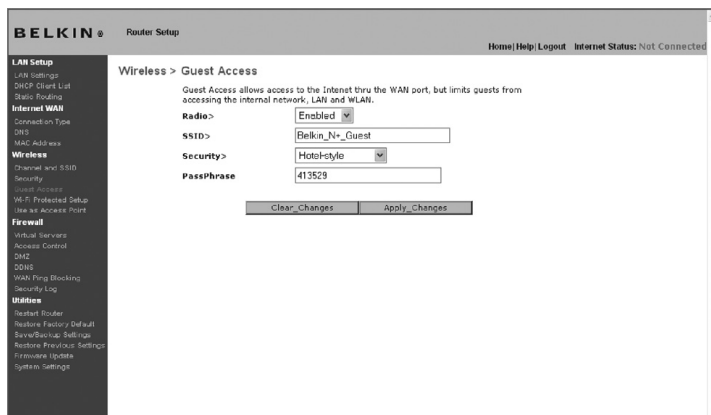 BELKIN®
Router Setup
Home|Help|Logout Internet Status: Not Connected
LAN Setup
LAN Settings
DHCP Client List
Static Routing
Internet WAN
Connection Type
DNS
MAC Address
Wireless
Channel and SSID
Security
Guest Access
Wi-Fi Protected Setup
Use as Access Point
Firewall
Virtual Servers
Access Control
DMZ
DDNS
WAN Ping Blocking
Security Log
Utilities
Restart Router
Restore Factory Default
Save/Backup Settings
Restore Previous Settings
Firmware Update
System Settings
Wireless > Guest Access
Guest Access allows access to the Intenet thru the WAN port, but limits guests from
accessing the internal network, LAN and WLAN.
Radio> Enabled
SSID> Belkin_N+_Guest
Security> Hotel-style
PassPhrase 413529
Clear_Changes Apply_Changes